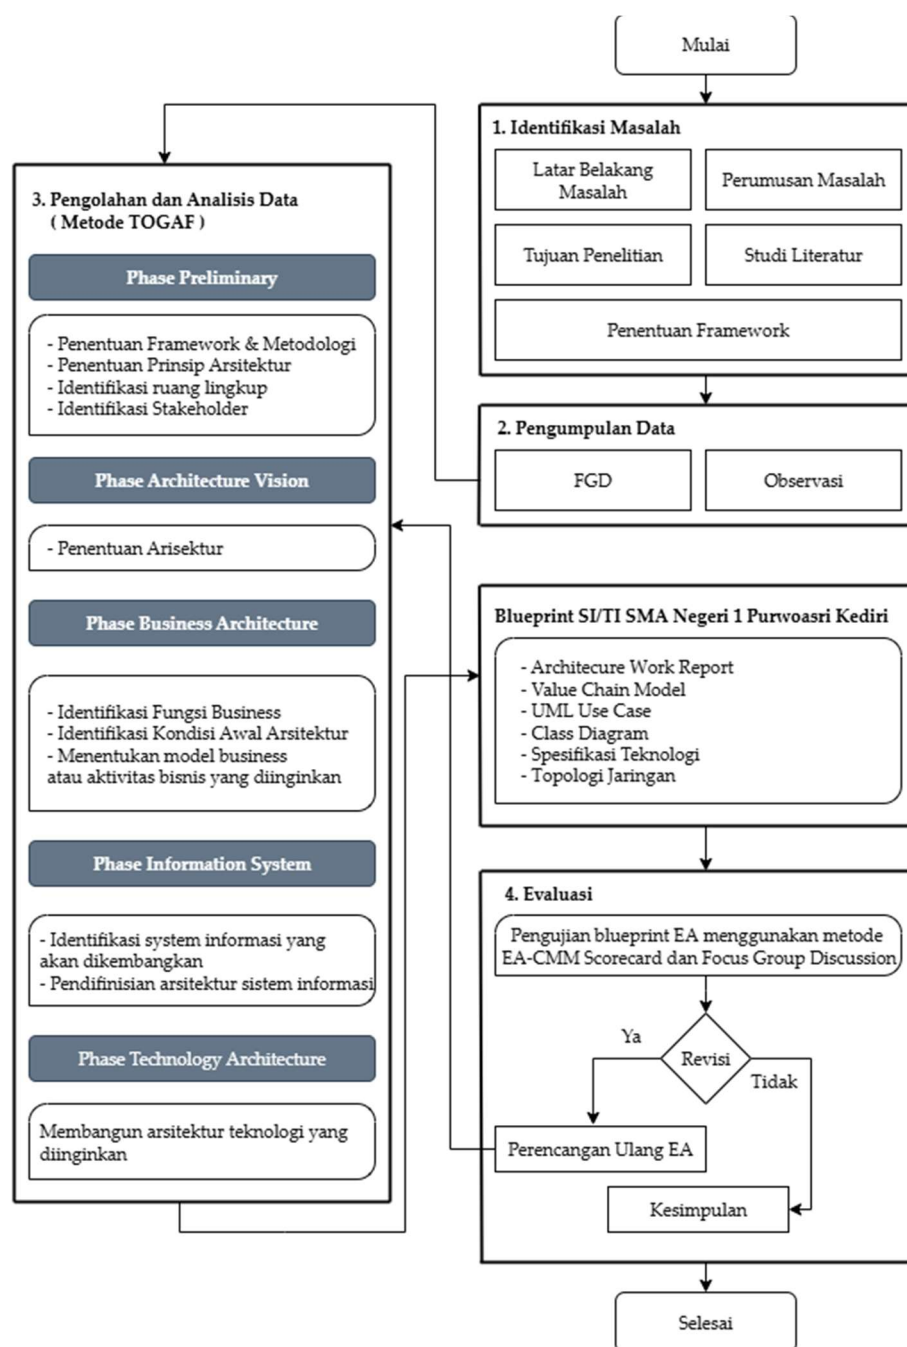 Mulai
1. Identifikasi Masalah
Latar Belakang
Masalah
Perumusan Masalah
Tujuan Penelitian
Studi Literatur
Penentuan Framework
2. Pengumpulan Data
FGD
Observasi
3. Pengolahan dan Analisis Data
( Metode TOGAF )
Phase Preliminary
- Penentuan Framework & Metodologi
- Penentuan Prinsip Arsitektur
- Identifikasi ruang lingkup
- Identifikasi Stakeholder
Phase Architecture Vision
- Penentuan Arisektur
Phase Business Architecture
- Identifikasi Fungsi Business
- Identifikasi Kondisi Awal Arsitektur
- Menentukan model business
atau aktivitas bisnis yang diinginkan
Phase Information System
- Identifikasi system informasi yang
akan dikembangkan
- Pendifinisian arsitektur sistem informasi
Phase Technology Architecture
Membangun arsitektur teknologi yang
diinginkan
Blueprint SI/TI SMA Negeri 1 Purwoasri Kediri
- Architecure Work Report
- Value Chain Model
- UML Use Case
- Class Diagram
- Spesifikasi Teknologi
- Topologi Jaringan
4. Evaluasi
Pengujian blueprint EA menggunakan metode
EA-CMM Scorecard dan Focus Group Discussion
Ya
Revisi
Tidak
Perencangan Ulang EA
Kesimpulan
Selesai